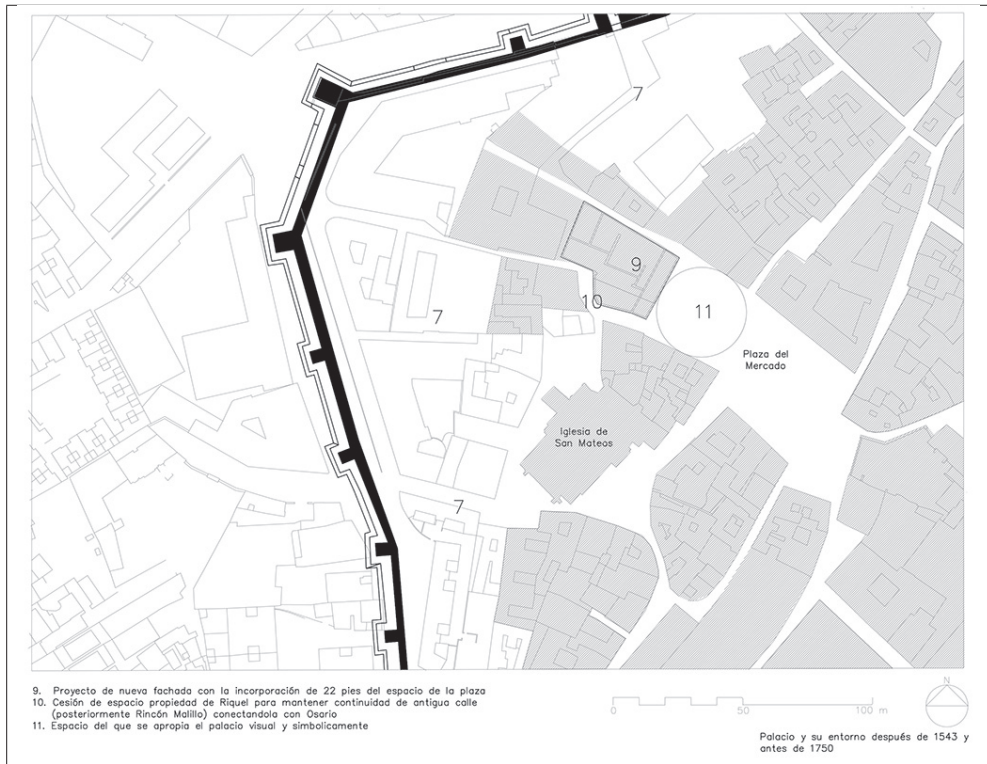 7
9
7
10
11
Plaza del
Mercado
Iglesia de
San Mateos
7
9. Proyecto de nueva fachada con la incorporación de 22 pies del espacio de la plaza
10. Cesión de espacio propiedad de Riquel para mantener continuidad de antigua calle
(posteriormente Rincón Malillo) conectandola con Osario
11. Espacio del que se apropia el palacio visual y simbolicamente
0 50 100 m
N
Palacio y su entorno después de 1543 y
antes de 1750